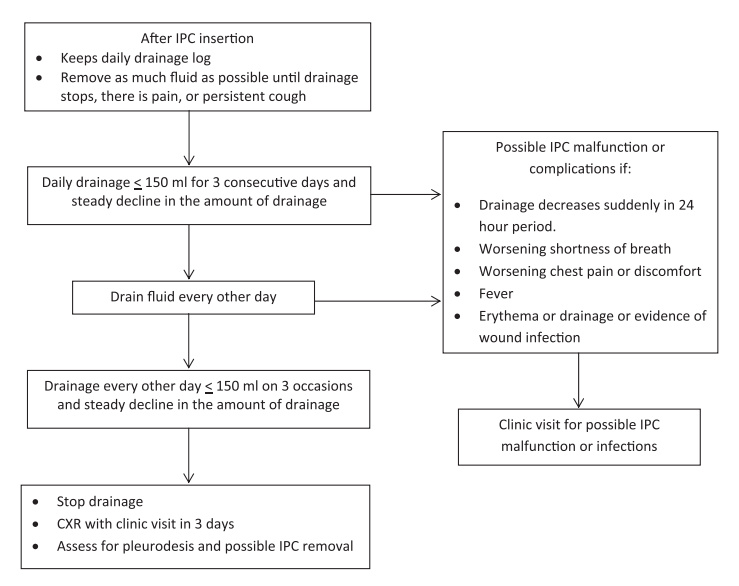 After IPC insertion
• Keeps daily drainage log
• Remove as much fluid as possible until drainage
stops, there is pain, or persistent cough
Daily drainage ≤ 150 ml for 3 consecutive days and
steady decline in the amount of drainage
Drain fluid every other day
Drainage every other day ≤ 150 ml on 3 occasions
and steady decline in the amount of drainage
• Stop drainage
• CXR with clinic visit in 3 days
• Assess for pleurodesis and possible IPC removal
Possible IPC malfunction or
complications if:
• Drainage decreases suddenly in 24
hour period.
• Worsening shortness of breath
• Worsening chest pain or discomfort
• Fever
• Erythema or drainage or evidence of
wound infection
Clinic visit for possible IPC
malfunction or infections